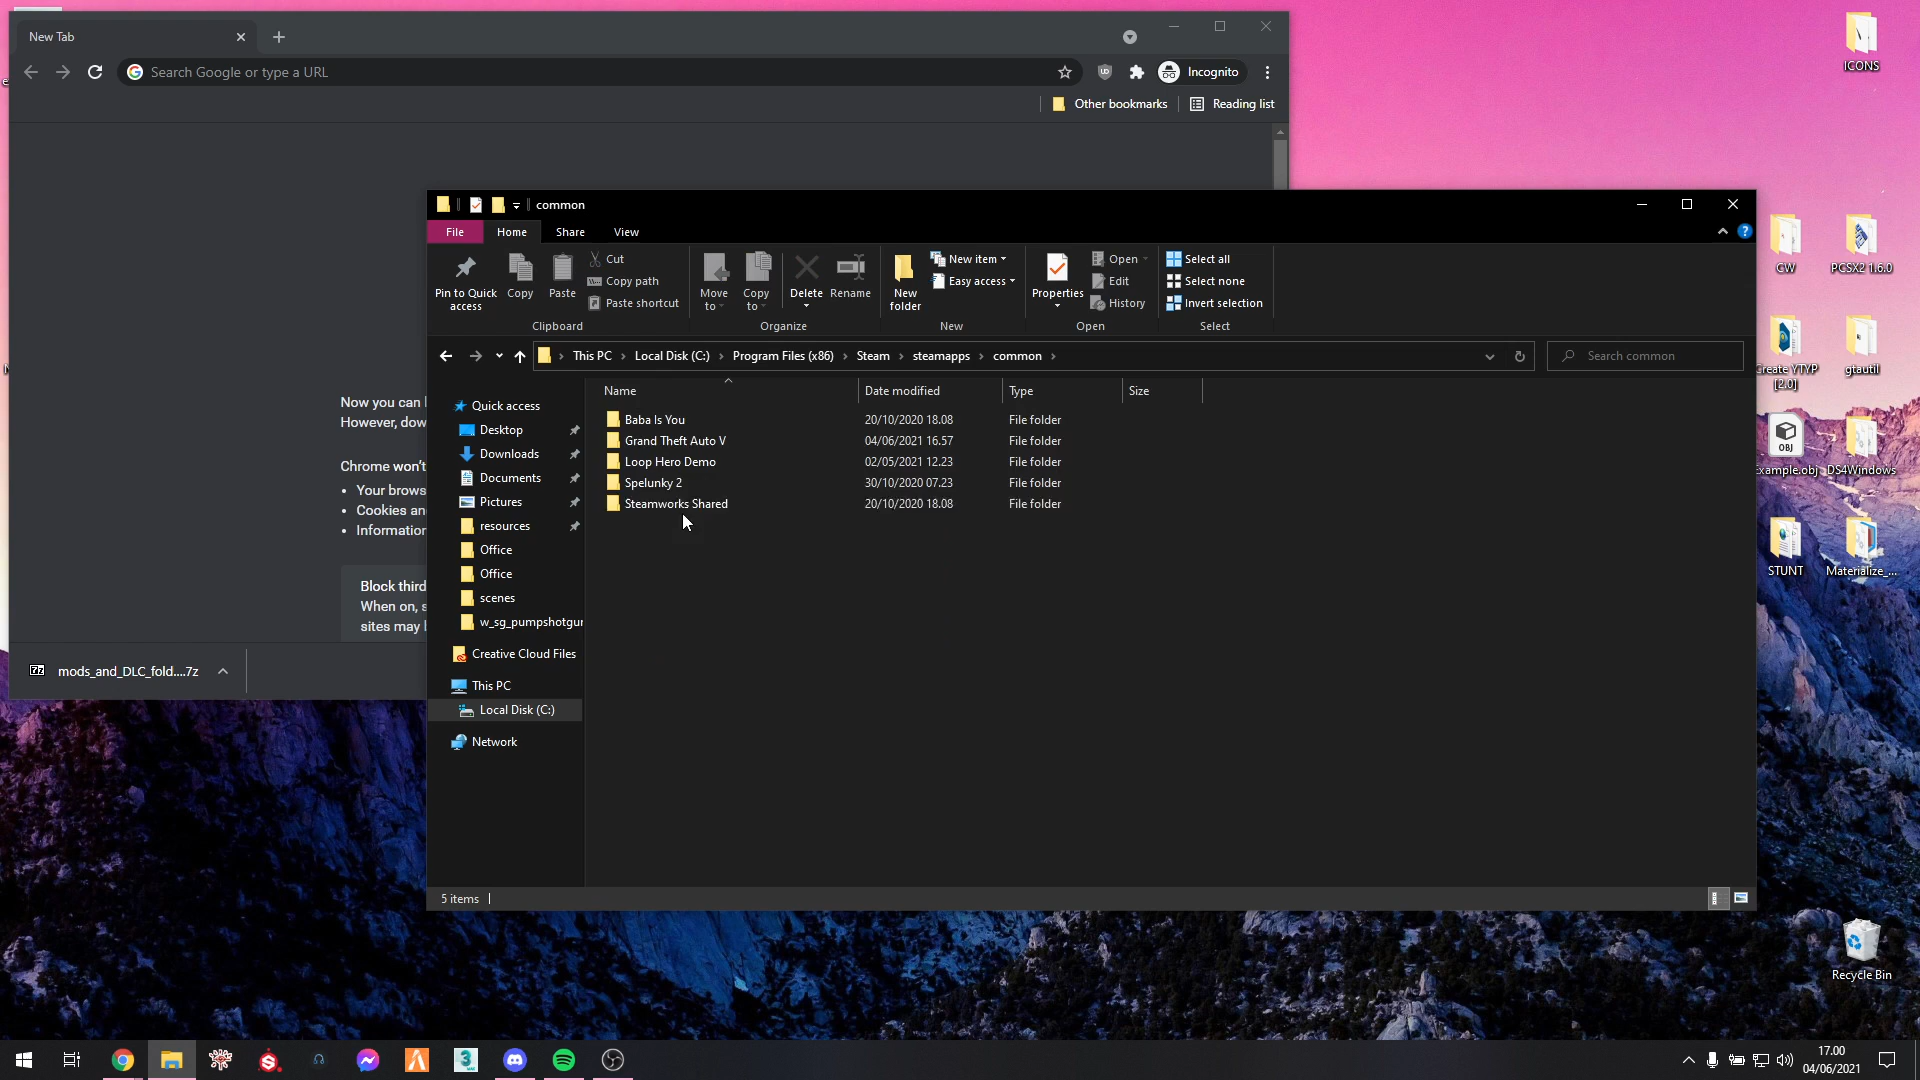 New Tab
Search Google or type a URL
Incognito
Other bookmarks
Reading list
Now you can
However, dow
Chrome won't
Your brows
Cookies an
Information
Block third
When on, s
sites may
mods_and_DLC_fold....7z
common
File
Home
Share
View
Pin to Quick access
Copy
Paste
Cut
Copy path
Paste shortcut
Clipboard
Move to
Copy to
Delete
Rename
Organize
New folder
New item
Easy access
New
Properties
Open
Edit
History
Open
Select all
Select none
Invert selection
Select
This PC
Local Disk (C:)
Program Files (x86)
Steam
steamapps
common
Search common
Name
Date modified
Type
Size
Baba Is You 20/10/2020 18.08 File folder
Grand Theft Auto V 04/06/2021 16.57 File folder
Loop Hero Demo 02/05/2021 12.23 File folder
Spelunky 2 30/10/2020 07.23 File folder
Steamworks Shared 20/10/2020 18.08 File folder
Quick access
Desktop
Downloads
Documents
Pictures
resources
Office
Office
scenes
w_sg_pumpshotgun
Creative Cloud Files
This PC
Local Disk (C:)
Network
5 items
ICONS
CW
PCSX2 1.6.0
Create YTYP [2.0]
gtautil
OBJ
example.obj
DS4Windows
STUNT
Materialize_...
Recycle Bin
17.00
04/06/2021